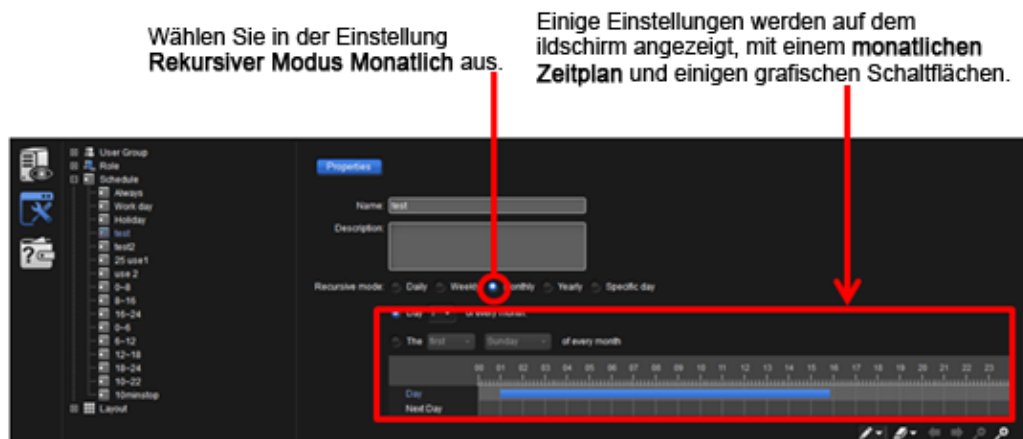 Wählen Sie in der Einstellung
Rekursiver Modus Monatlich aus.
Einige Einstellungen werden auf dem
ildschirm angezeigt, mit einem monatlichen
Zeitplan und einigen grafischen Schaltflächen.
User Group
Role
Schedule
Always
Work day
Holiday
test
test2
25 use1
use 2
0~8
8~16
16~24
0~6
6~12
12~18
18~24
10~22
10minstop
Layout
Properties
Name: test
Description:
Recursive mode: Daily Weekly Monthly Yearly Specific day
Day of every month.
The first Sunday of every month
00 01 02 03 04 05 06 07 08 09 10 11 12 13 14 15 16 17 18 19 20 21 22 23
Day
Next Day